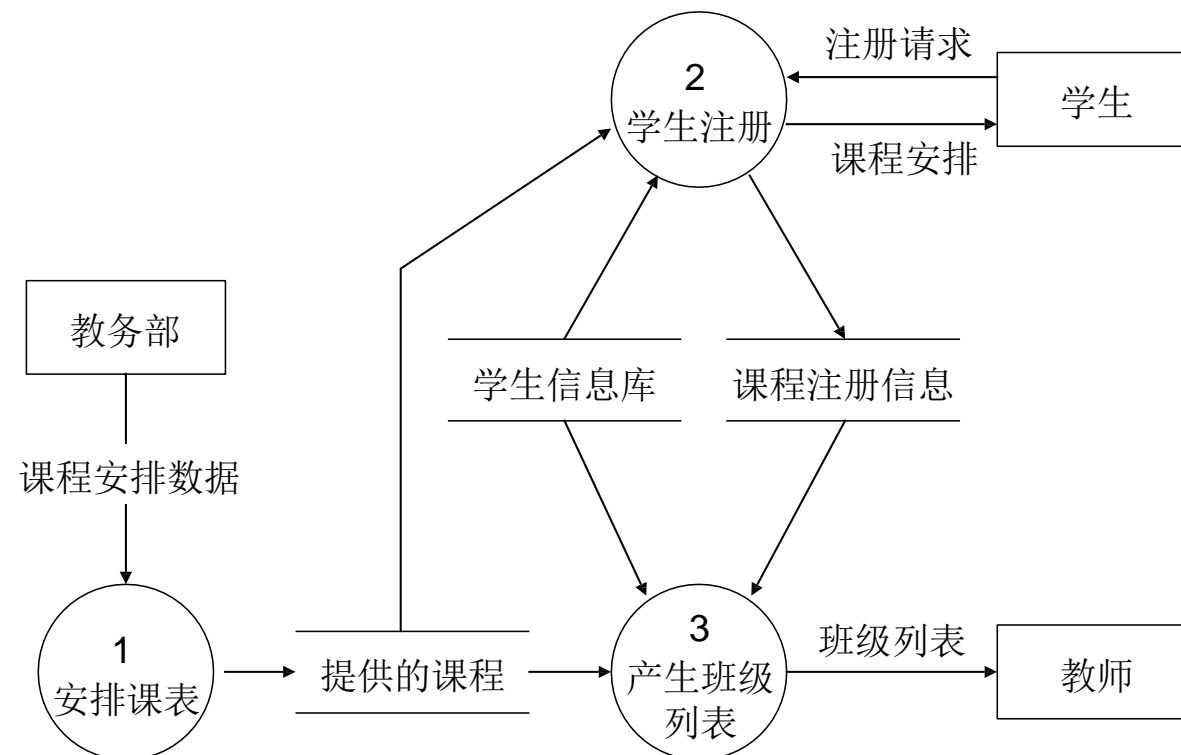 注册请求
2
学生注册
学生
课程安排
教务部
学生信息库
课程注册信息
课程安排数据
1
安排课表
提供的课程
3
产生班级
列表
班级列表
教师